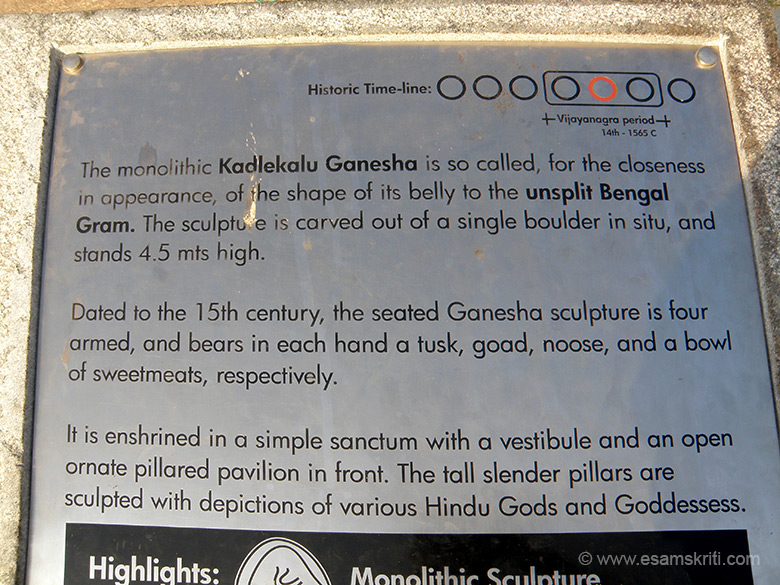 Historic Time-line:
Vijayanagra period
14th - 1565 C
The monolithic Kadlekalu Ganesha is so called, for the closeness
in appearance, of the shape of its belly to the unsplit Bengal
Gram. The sculpture is carved out of a single boulder in situ, and
stands 4.5 mts high.
Dated to the 15th century, the seated Ganesha sculpture is four
armed, and bears in each hand a tusk, goad, noose, and a bowl
of sweetmeats, respectively.
It is enshrined in a simple sanctum with a vestibule and an open
ornate pillared pavilion in front. The tall slender pillars are
sculpted with depictions of various Hindu Gods and Goddessess.
Highlights:
Monolithic Sculpture
© www.esamskriti.com